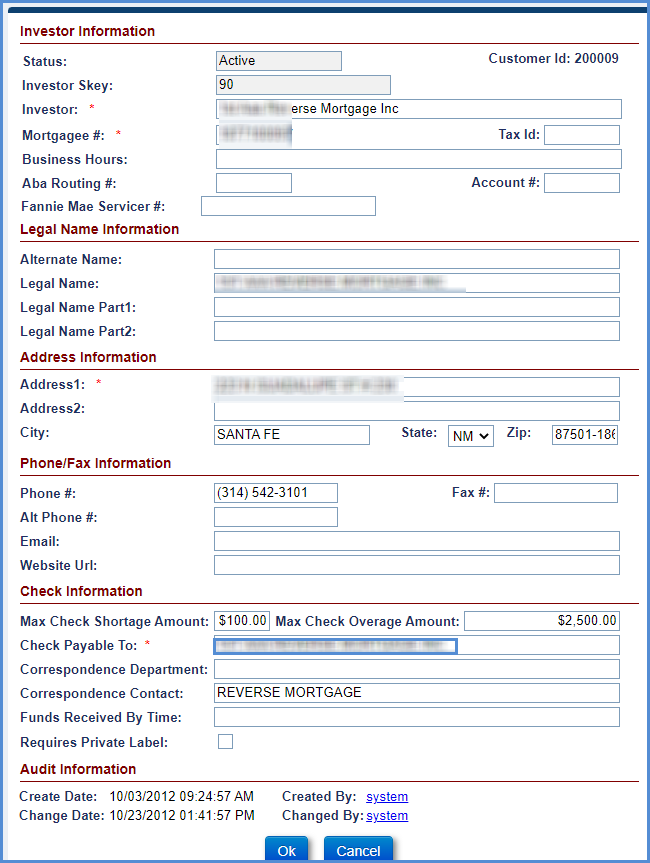 Investor Information
Status: Active Customer Id: 200009
Investor Skey: 90
Investor: * erse Mortgage Inc
Mortgagee #: * Tax Id:
Business Hours:
Aba Routing #: Account #:
Fannie Mae Servicer #:
Legal Name Information
Alternate Name:
Legal Name:
Legal Name Part1:
Legal Name Part2:
Address Information
Address1: *
Address2:
City: SANTA FE State: NM Zip: 87501-186
Phone/Fax Information
Phone #: (314) 542-3101 Fax #:
Alt Phone #:
Email:
Website Url:
Check Information
Max Check Shortage Amount: $100.00 Max Check Overage Amount: $2,500.00
Check Payable To: *
Correspondence Department:
Correspondence Contact: REVERSE MORTGAGE
Funds Received By Time:
Requires Private Label:
Audit Information
Create Date: 10/03/2012 09:24:57 AM Created By: system
Change Date: 10/23/2012 01:41:57 PM Changed By: system
Ok Cancel